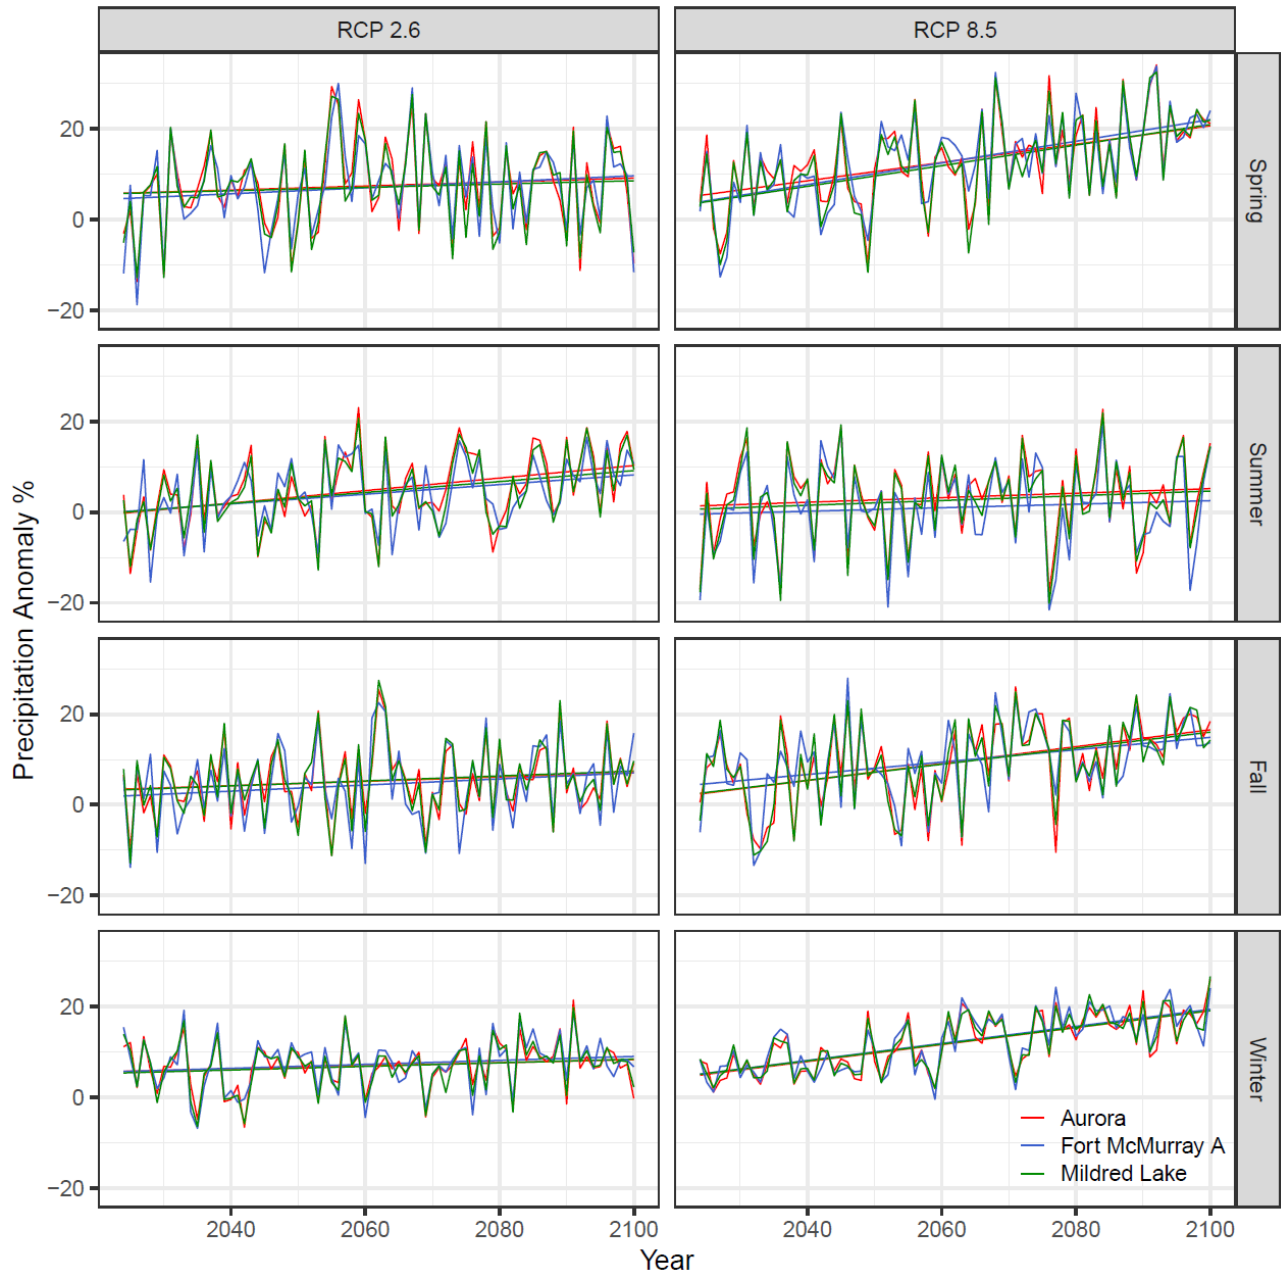 RCP 2.6
RCP 8.5
Precipitation Anomaly %
20
0
−20
Spring
20
0
−20
Summer
20
0
−20
Fall
20
0
−20
Winter
Aurora
Fort McMurray A
Mildred Lake
2040
2060
2080
2100
2040
2060
2080
2100
Year